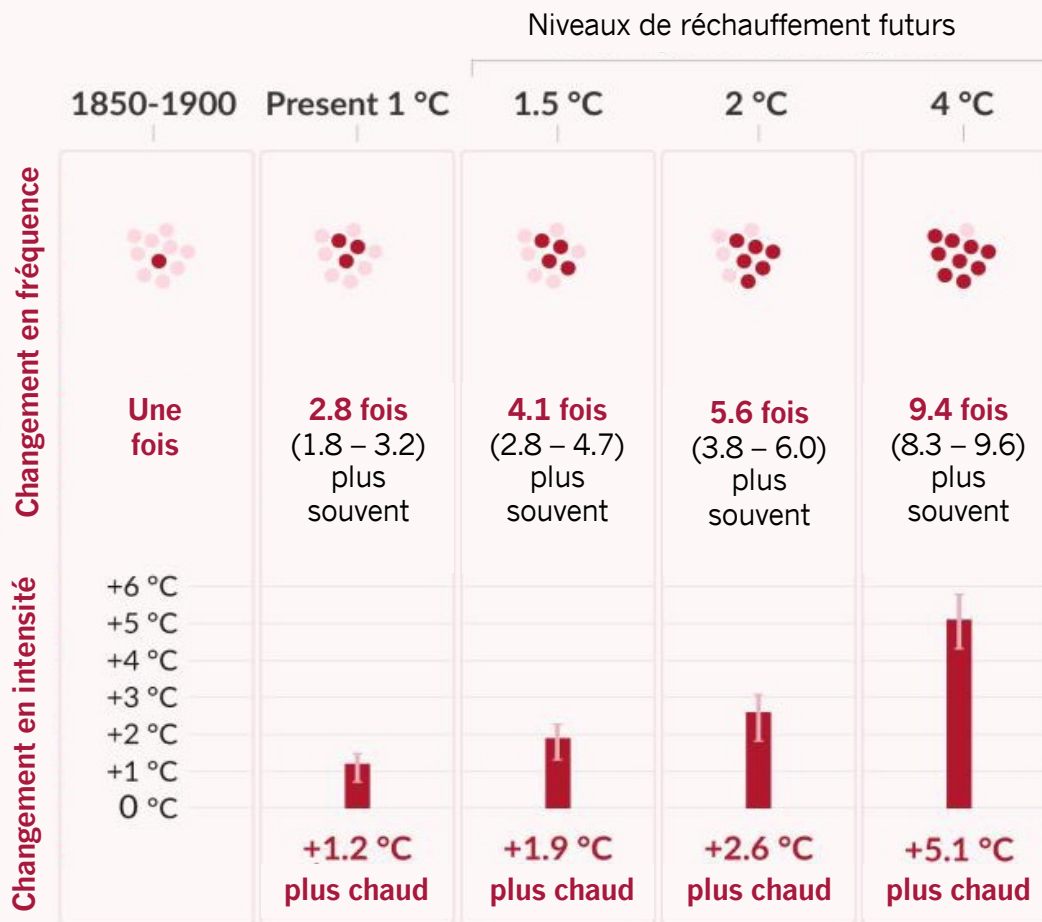 Niveaux de réchauffement futurs
1850-1900 Present 1 °C 1.5 °C 2 °C 4 °C
Changement en fréquence
Une
fois
2.8 fois
(1.8 – 3.2)
plus
souvent
4.1 fois
(2.8 – 4.7)
plus
souvent
5.6 fois
(3.8 – 6.0)
plus
souvent
9.4 fois
(8.3 – 9.6)
plus
souvent
Changement en intensité
+6 °C
+5 °C
+4 °C
+3 °C
+2 °C
+1 °C
0 °C
+1.2 °C
plus chaud
+1.9 °C
plus chaud
+2.6 °C
plus chaud
+5.1 °C
plus chaud